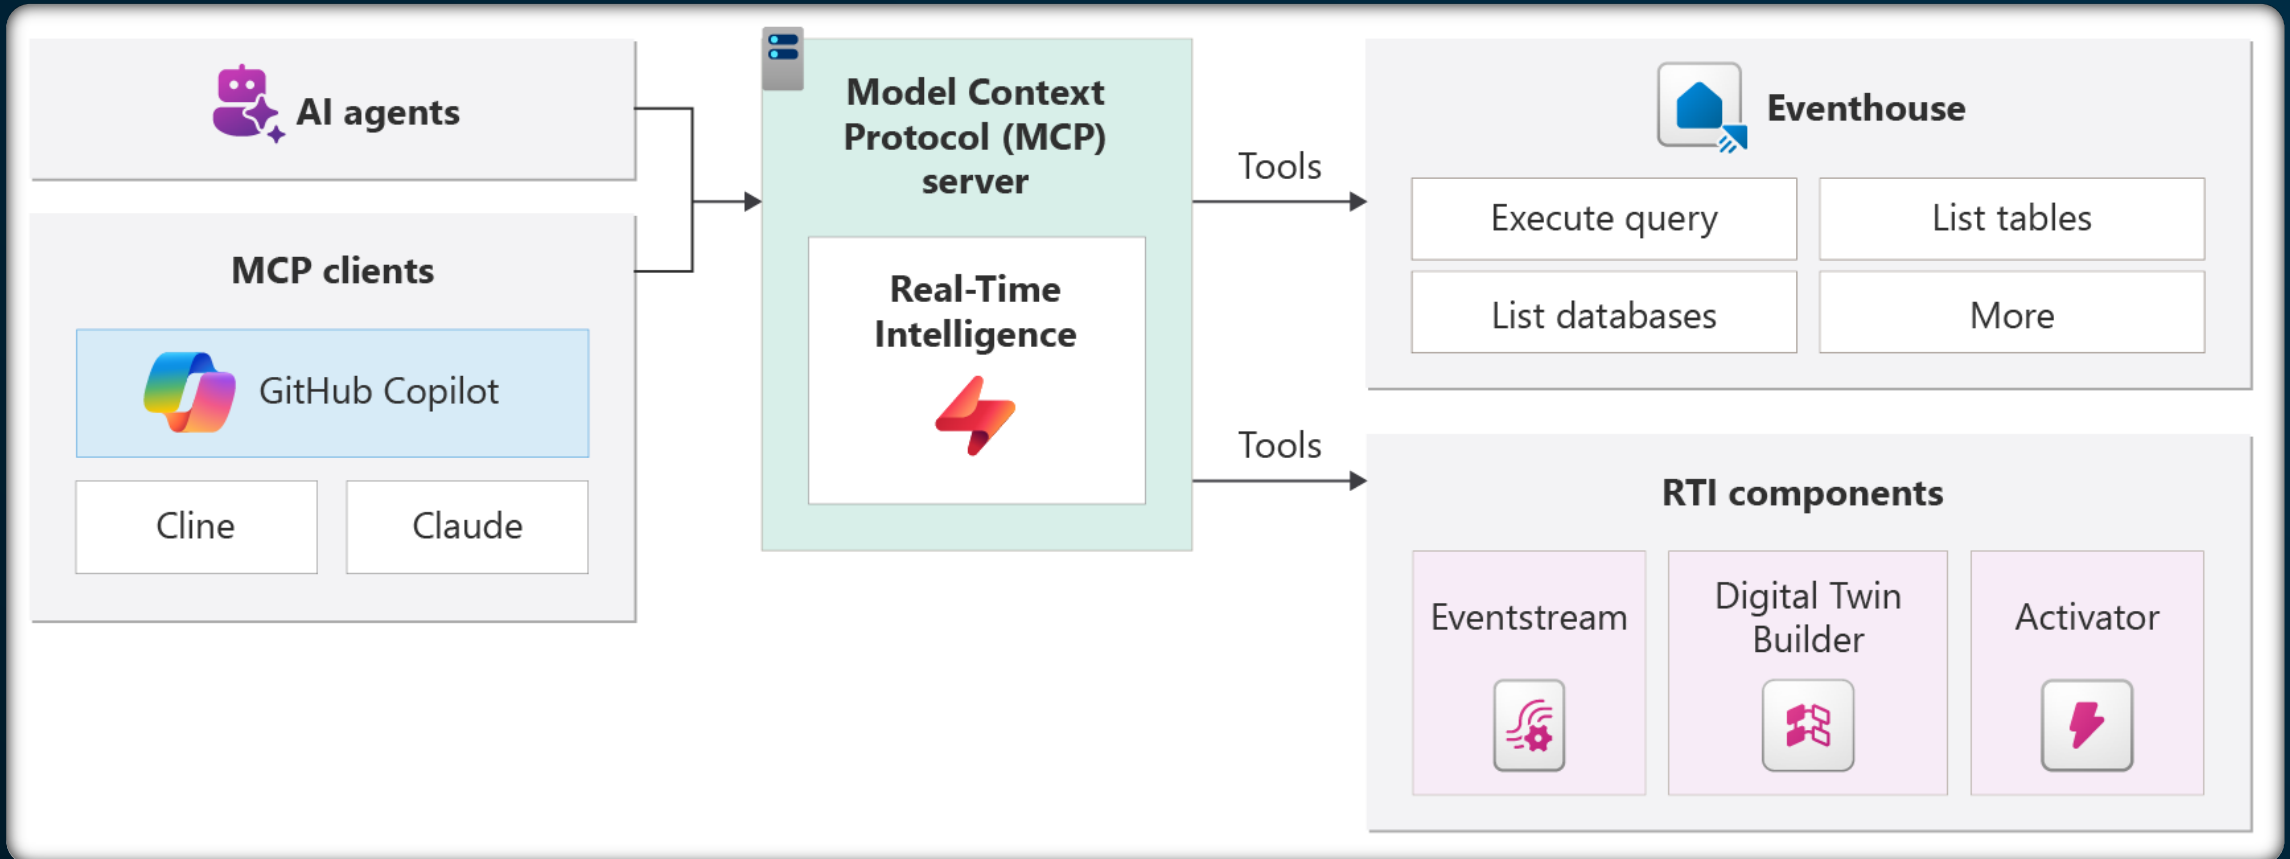 AI agents
MCP clients
GitHub Copilot
Cline
Claude
Model Context
Protocol (MCP)
server
Real-Time
Intelligence
Tools
Tools
Eventhouse
Execute query
List tables
List databases
More
RTI components
Eventstream
Digital Twin
Builder
Activator